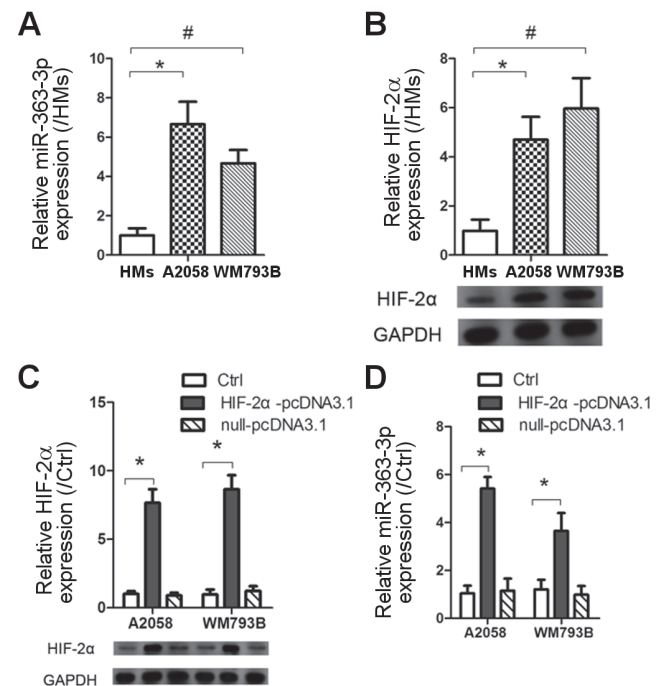 A
Relative miR-363-3p
expression (/HMs)
10
8
6
4
2
0
*
#
HMs A2058 WM793B
B
Relative HIF-2α
expression (/HMs)
8
6
4
2
0
*
#
HMs A2058 WM793B
HIF-2α
GAPDH
C
Ctrl
HIF-2α -pcDNA3.1
null-pcDNA3.1
Relative HIF-2α
expression (/Ctrl)
15
10
5
0
*
*
A2058 WM793B
HIF-2α
GAPDH
D
Ctrl
HIF-2α -pcDNA3.1
null-pcDNA3.1
Relative miR-363-3p
expression (/Ctrl)
8
6
4
2
0
*
*
A2058 WM793B